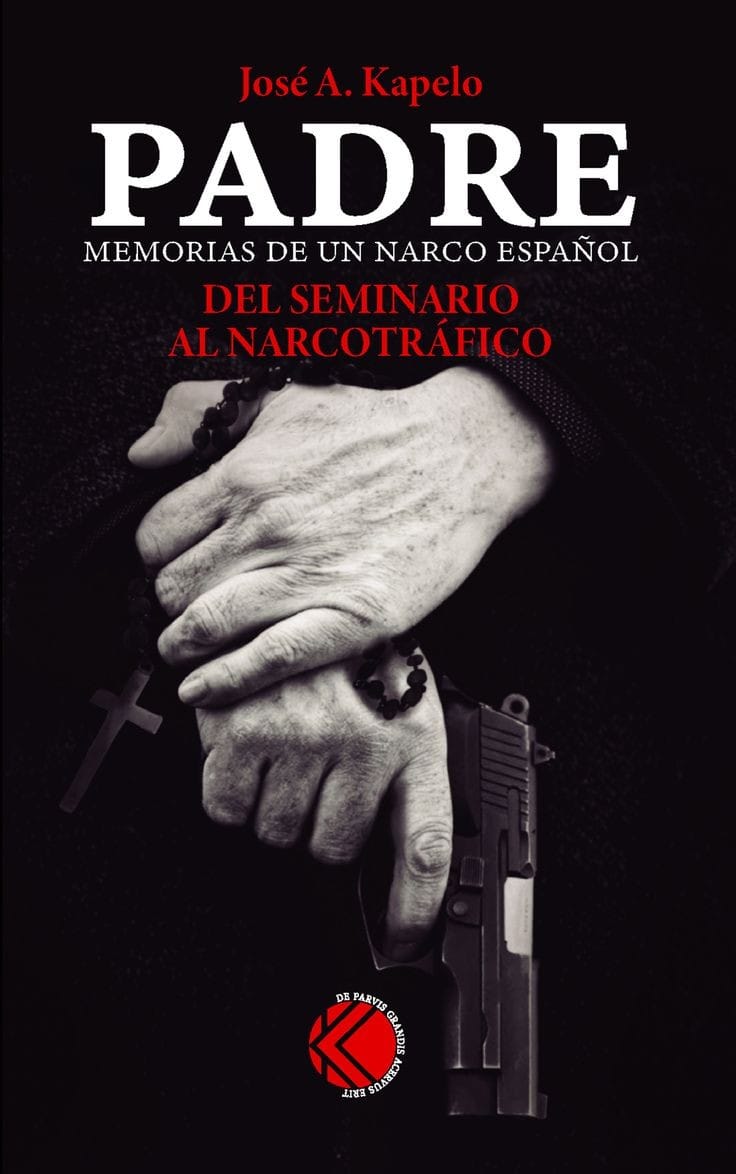 José A. Kapelo
PADRE
MEMORIAS DE UN NARCO ESPAÑOL
DEL SEMINARIO
AL NARCOTRÁFICO
DE PARVIS GRANDIS ACERVUS ERIT